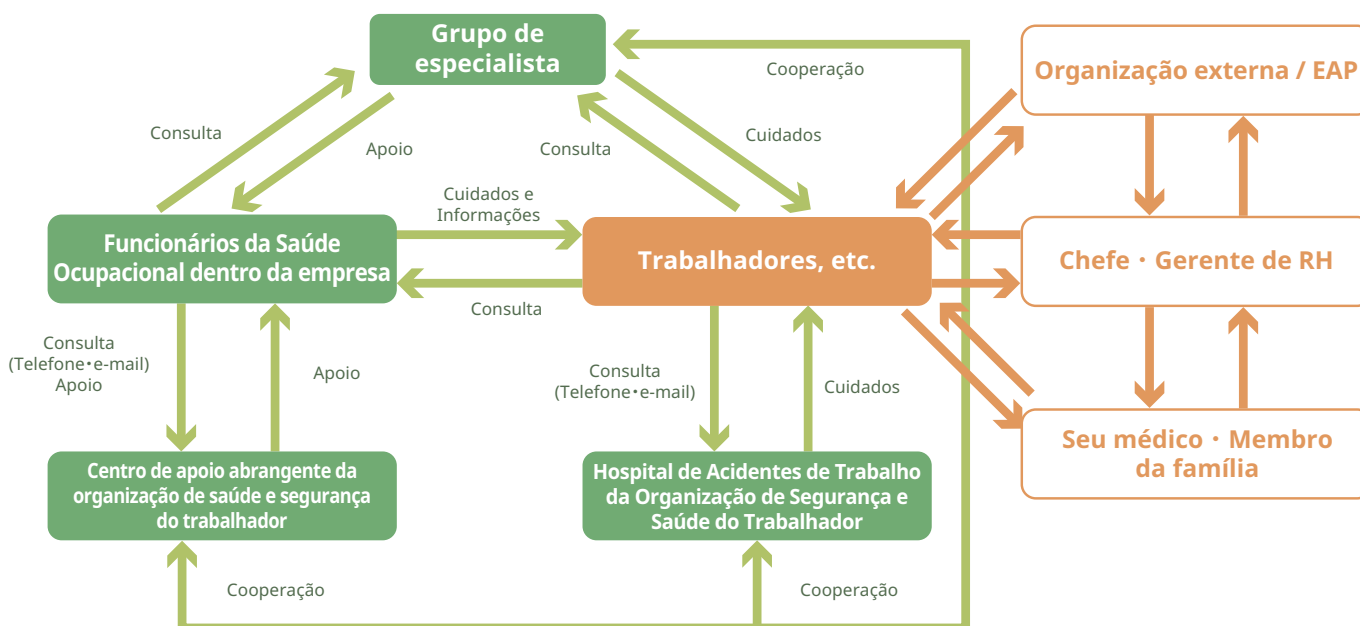 Grupo de
especialista
Cooperação
Organização externa / EAP
Consulta
Apoio
Consulta
Cuidados
Cuidados e
Informações
Funcionários da Saúde
Ocupacional dentro da empresa
Trabalhadores, etc.
Chefe・Gerente de RH
Consulta
Consulta
(Telefone・e-mail)
Apoio
Apoio
Consulta
(Telefone・e-mail)
Cuidados
Seu médico・Membro
da família
Centro de apoio abrangente da
organização de saúde e segurança
do trabalhador
Hospital de Acidentes de Trabalho
da Organização de Segurança e
Saúde do Trabalhador
Cooperação
Cooperação